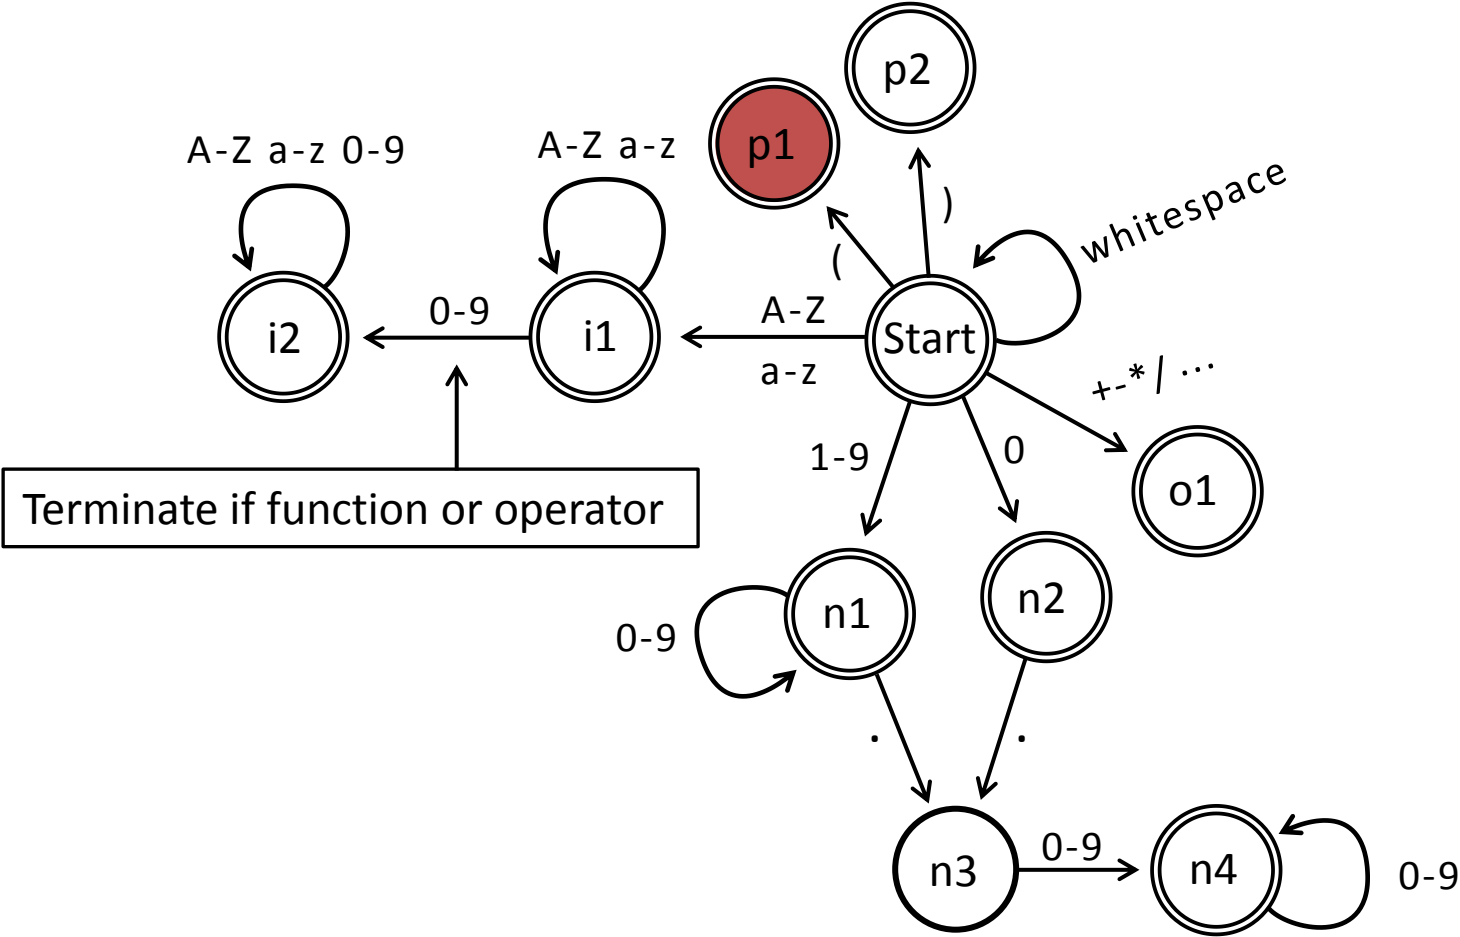 p2
p1
A-Z a-z 0-9
A-Z a-z
)
whitespace
(
A-Z
0-9
i2
i1
Start
a-z
+-*/ ...
1-9
0
Terminate if function or operator
o1
n1
n2
0-9
.
.
0-9
n3
n4
0-9